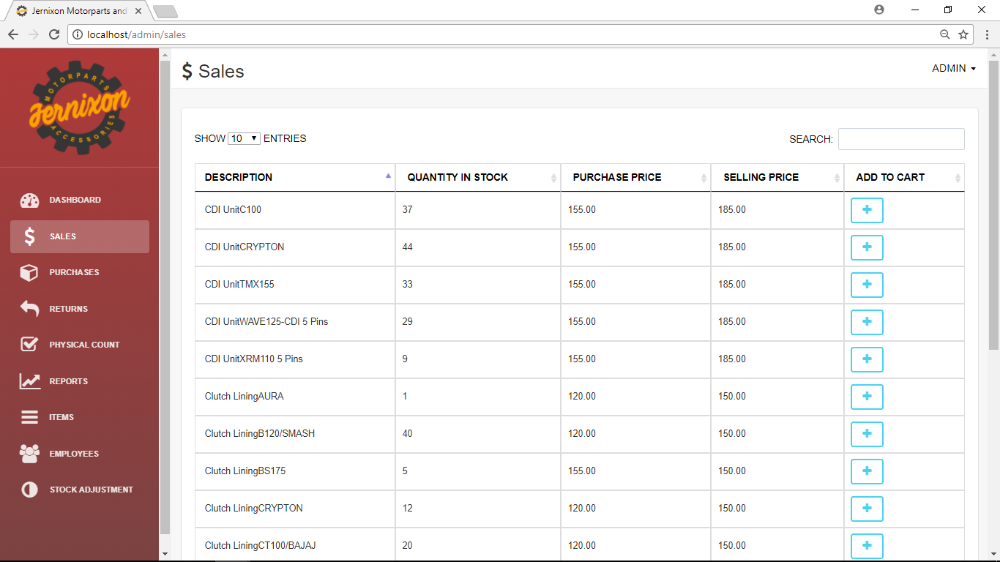 Jernixon Motorparts and
localhost/admin/sales
MOTORPARTS
Jernixon
ACCESSORIES
$ Sales
ADMIN
DASHBOARD
$ SALES
PURCHASES
RETURNS
PHYSICAL COUNT
REPORTS
ITEMS
EMPLOYEES
STOCK ADJUSTMENT
SHOW 10 ENTRIES SEARCH:
DESCRIPTION QUANTITY IN STOCK PURCHASE PRICE SELLING PRICE ADD TO CART
CDI UnitC100 37 155.00 185.00 +
CDI UnitCRYPTON 44 155.00 185.00 +
CDI UnitTMX155 33 155.00 185.00 +
CDI UnitWAVE125-CDI 5 Pins 29 155.00 185.00 +
CDI UnitXRM110 5 Pins 9 155.00 185.00 +
Clutch LiningAURA 1 120.00 150.00 +
Clutch LiningB120/SMASH 40 120.00 150.00 +
Clutch LiningBS175 5 155.00 150.00 +
Clutch LiningCRYPTON 12 120.00 150.00 +
Clutch LiningCT100/BAJAJ 20 120.00 150.00 +